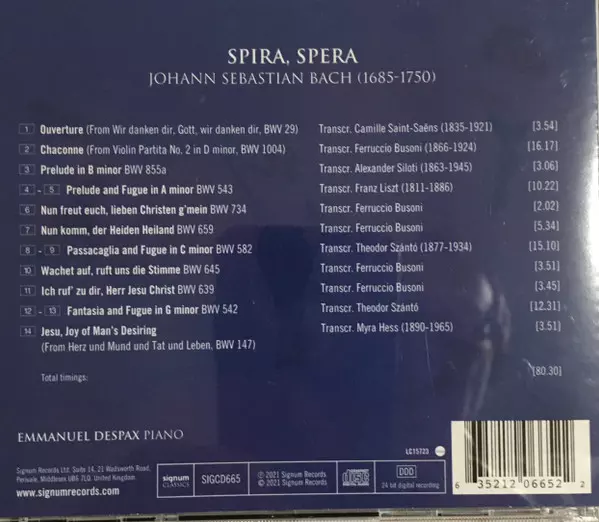 SPIRA, SPERA
JOHANN SEBASTIAN BACH (1685-1750)
1 Ouverture (From Wir danken dir, Gott, wir danken dir, BWV 29) Transcr. Camille Saint-Saëns (1835-1921) [3.54]
2 Chaconne (From Violin Partita No. 2 in D minor, BWV 1004) Transcr. Ferruccio Busoni (1866-1924) [16.17]
3 Prelude in B minor BWV 855a Transcr. Alexander Siloti (1863-1945) [3.06]
4 - 5 Prelude and Fugue in A minor BWV 543 Transcr. Franz Liszt (1811-1886) [10.22]
6 Nun freut euch, lieben Christen g'mein BWV 734 Transcr. Ferruccio Busoni [2.02]
7 Nun komm, der Heiden Heiland BWV 659 Transcr. Ferruccio Busoni [5.34]
8 - 9 Passacaglia and Fugue in C minor BWV 582 Transcr. Theodor Szántó (1877-1934) [15.10]
10 Wachet auf, ruft uns die Stimme BWV 645 Transcr. Ferruccio Busoni [3.51]
11 Ich ruf' zu dir, Herr Jesu Christ BWV 639 Transcr. Ferruccio Busoni [3.45]
12 - 13 Fantasia and Fugue in G minor BWV 542 Transcr. Theodor Szántó [12.31]
14 Jesu, Joy of Man's Desiring Transcr. Myra Hess (1890-1965) [3.51]
(From Herz und Mund und Tat und Leben, BWV 147)
Total timings: [80.30]
EMMANUEL DESPAX PIANO
LC15723
Signum Records Ltd, Suite 14, 21 Wadsworth Road,
Perivale, Middlesex UB6 7LQ, United Kingdom.
www.signumrecords.com
signum CLASSICS
SIGCD665
℗ 2021 Signum Records
© 2021 Signum Records
COMPACT disc DIGITAL AUDIO
DDD
24 bit digital recording
6 35212 06652 2